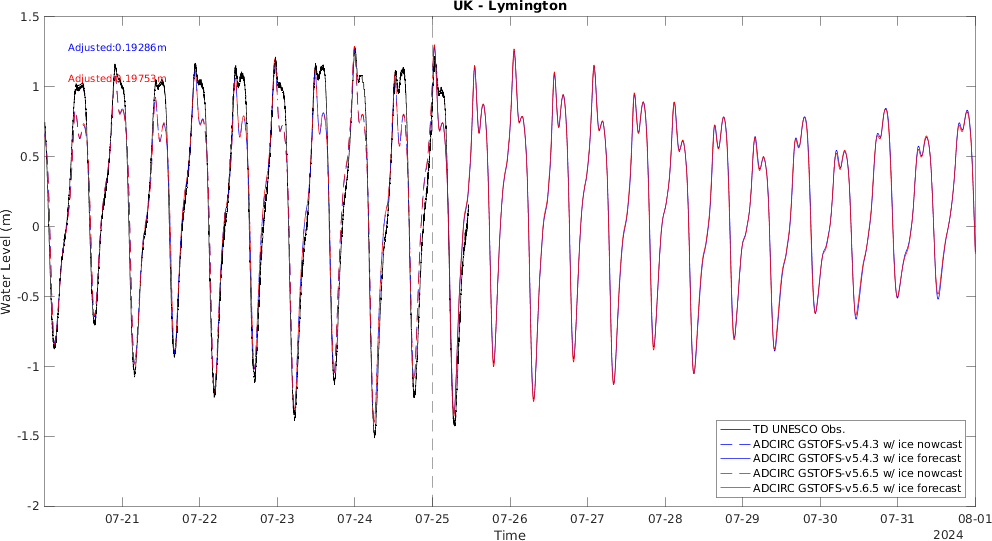 UK - Lymington
Adjusted:0.19286m
Adjusted:0.19753m
Water Level (m)
1.5
1
0.5
0
-0.5
-1
-1.5
-2
07-21 07-22 07-23 07-24 07-25 07-26 07-27 07-28 07-29 07-30 07-31 08-01
Time
2024
TD UNESCO Obs.
ADCIRC GSTOFS-v5.4.3 w/ ice nowcast
ADCIRC GSTOFS-v5.4.3 w/ ice forecast
ADCIRC GSTOFS-v5.6.5 w/ ice nowcast
ADCIRC GSTOFS-v5.6.5 w/ ice forecast